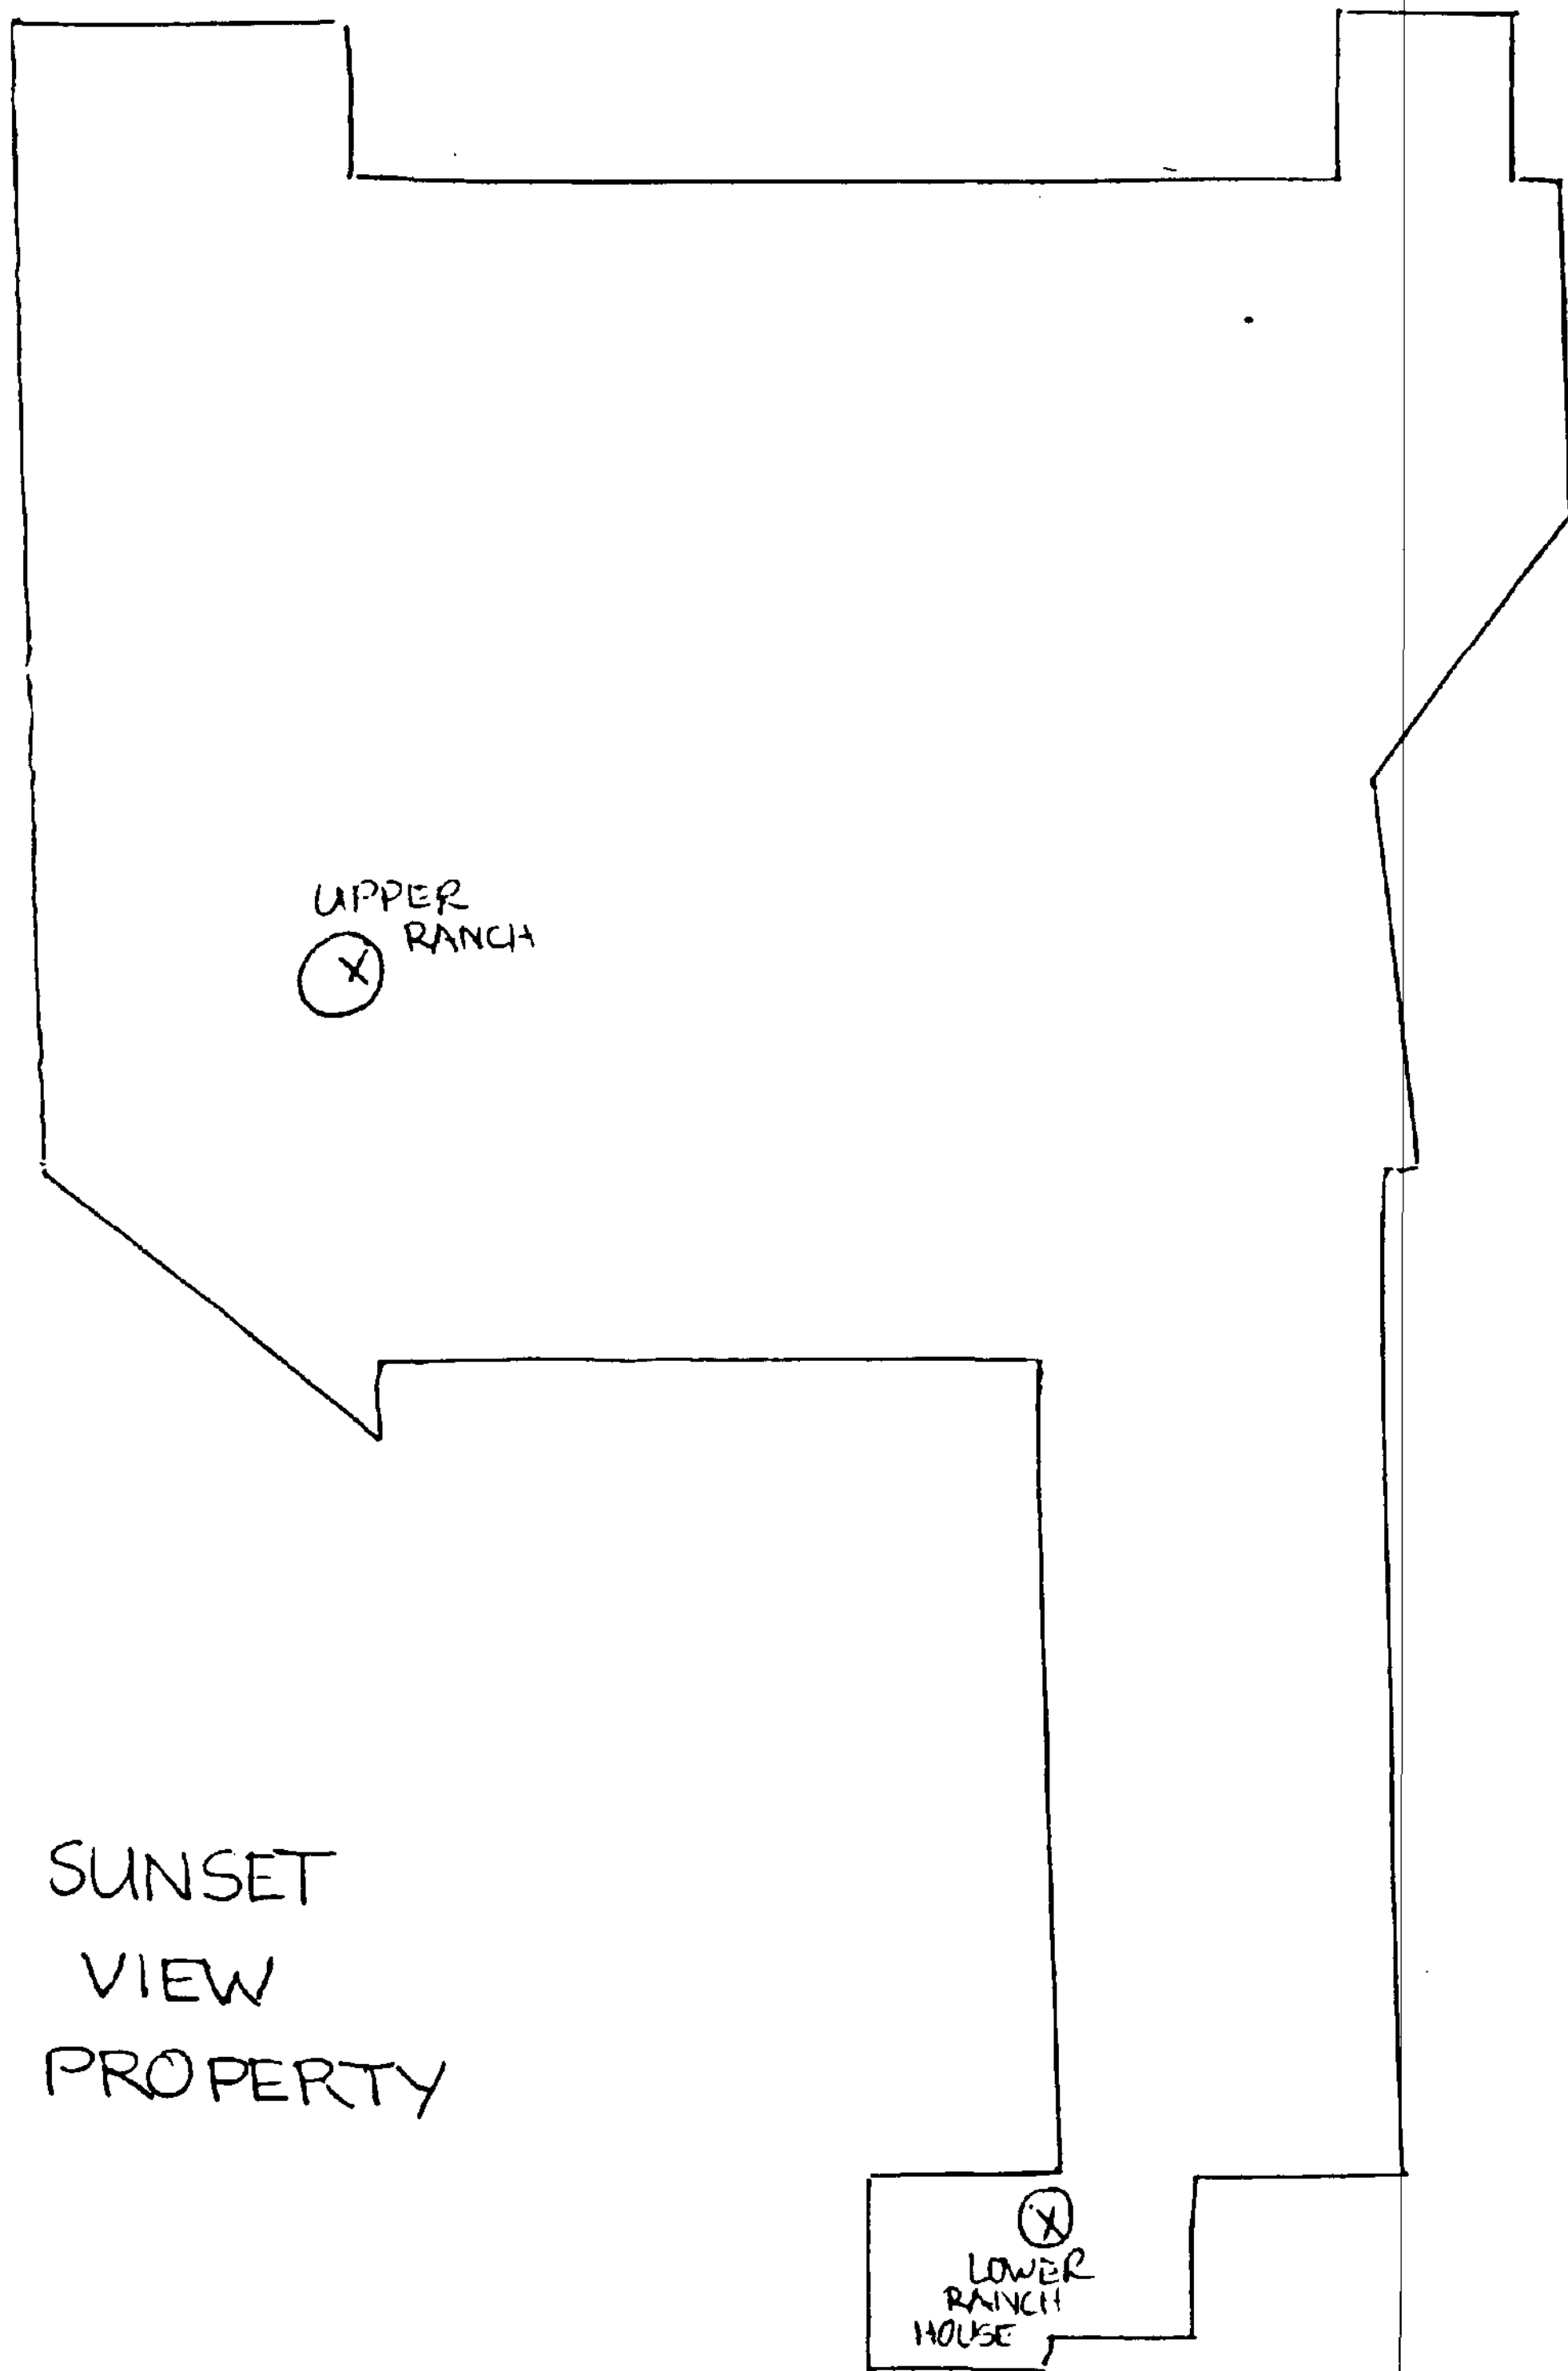 UPPER
RANCH
X
SUNSET
VIEW
PROPERTY
X
LOWER
RANCH
HOUSE